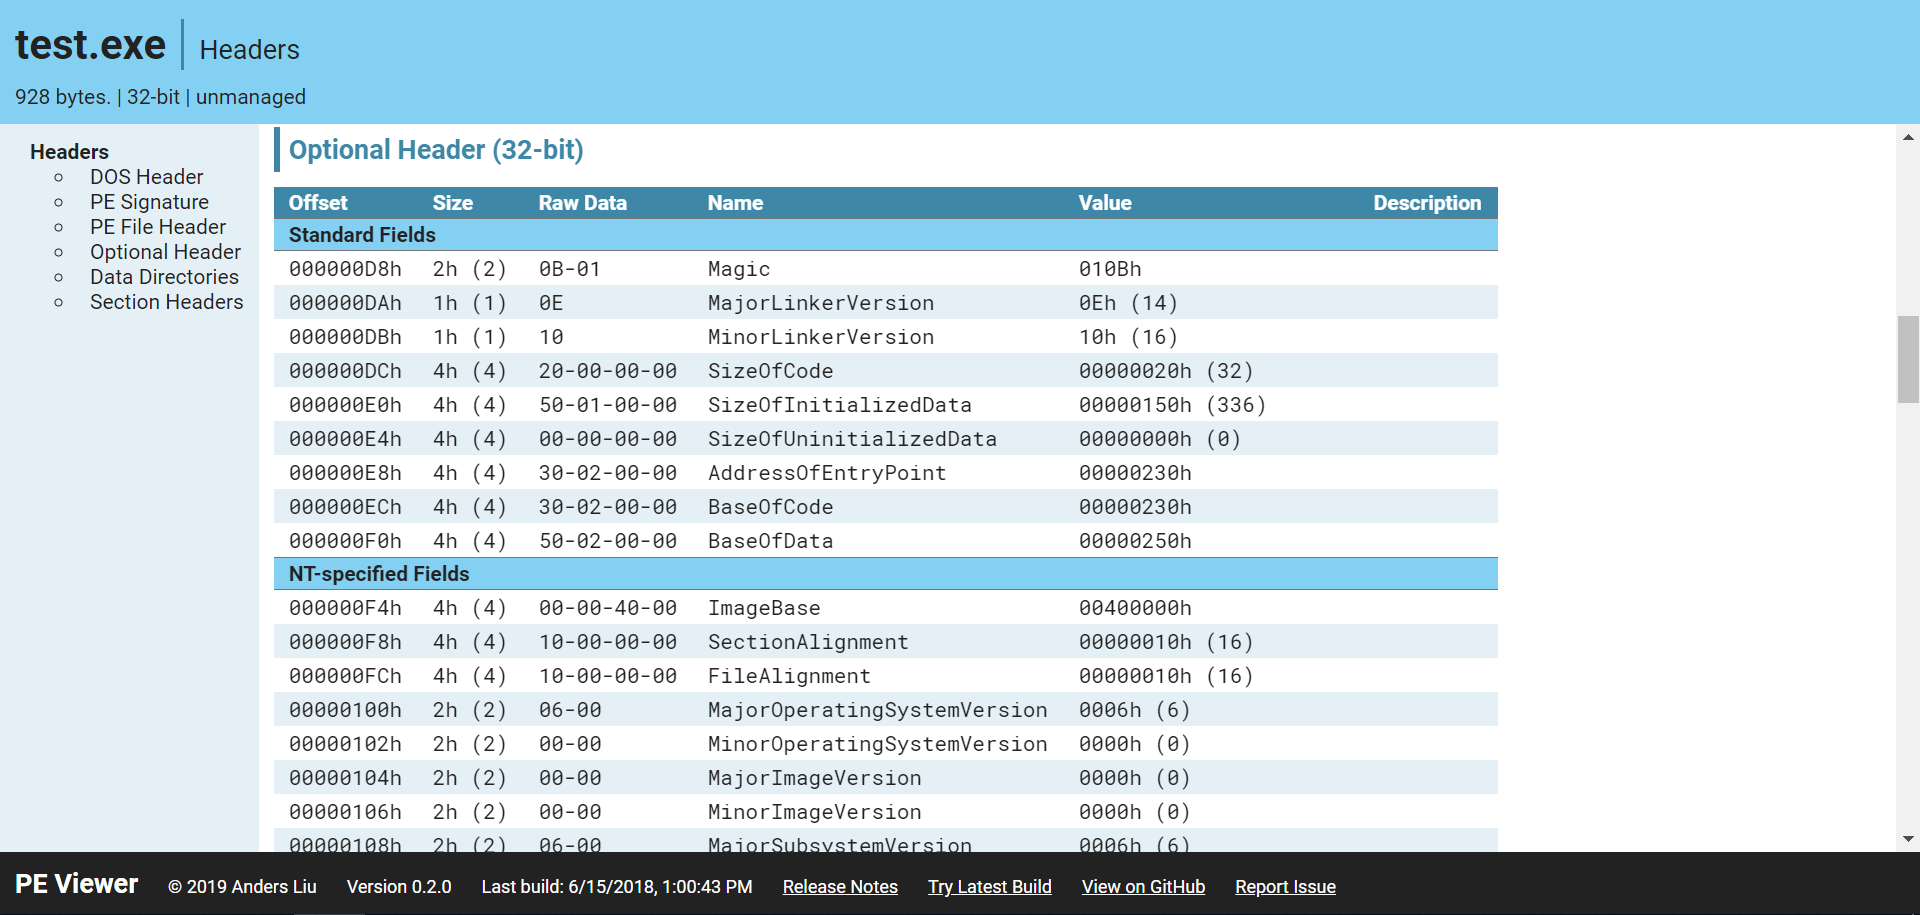 test.exe Headers
928 bytes. | 32-bit | unmanaged
Headers
DOS Header
PE Signature
PE File Header
Optional Header
Data Directories
Section Headers
Optional Header (32-bit)
Offset Size Raw Data Name Value Description
Standard Fields
000000D8h 2h (2) 0B-01 Magic 010Bh
000000DAh 1h (1) 0E MajorLinkerVersion 0Eh (14)
000000DBh 1h (1) 10 MinorLinkerVersion 10h (16)
000000DCh 4h (4) 20-00-00-00 SizeOfCode 00000020h (32)
000000E0h 4h (4) 50-01-00-00 SizeOfInitializedData 00000150h (336)
000000E4h 4h (4) 00-00-00-00 SizeOfUninitializedData 00000000h (0)
000000E8h 4h (4) 30-02-00-00 AddressOfEntryPoint 00000230h
000000ECh 4h (4) 30-02-00-00 BaseOfCode 00000230h
000000F0h 4h (4) 50-02-00-00 BaseOfData 00000250h
NT-specified Fields
000000F4h 4h (4) 00-00-40-00 ImageBase 00400000h
000000F8h 4h (4) 10-00-00-00 SectionAlignment 00000010h (16)
000000FCh 4h (4) 10-00-00-00 FileAlignment 00000010h (16)
00000100h 2h (2) 06-00 MajorOperatingSystemVersion 0006h (6)
00000102h 2h (2) 00-00 MinorOperatingSystemVersion 0000h (0)
00000104h 2h (2) 00-00 MajorImageVersion 0000h (0)
00000106h 2h (2) 00-00 MinorImageVersion 0000h (0)
00000108h 2h (2) 06-00 MajorSubsystemVersion 0006h (6)
PE Viewer © 2019 Anders Liu Version 0.2.0 Last build: 6/15/2018, 1:00:43 PM Release Notes Try Latest Build View on GitHub Report Issue